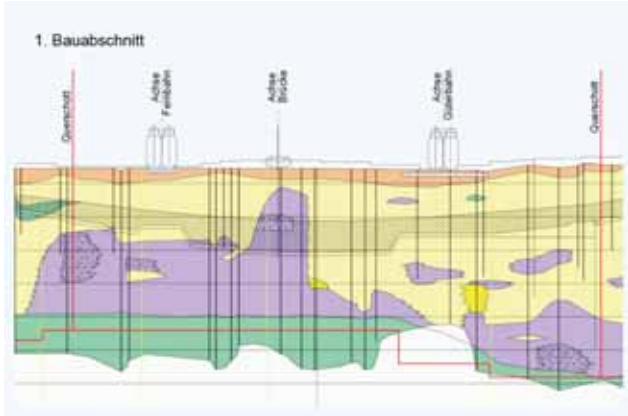 1. Bauabschnitt
Querschott
Achse
Fernbahn
Achse
Brücke
Achse
Güterbahn
Querschott